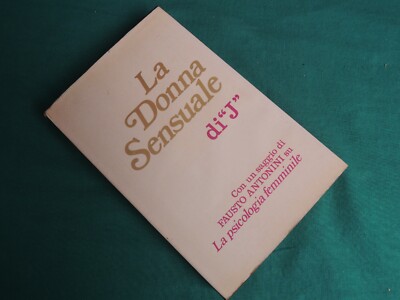 La
Donna
Sensuale
di "J"
Con un saggio di
FAUSTO ANTONINI su
La psicologia femminile